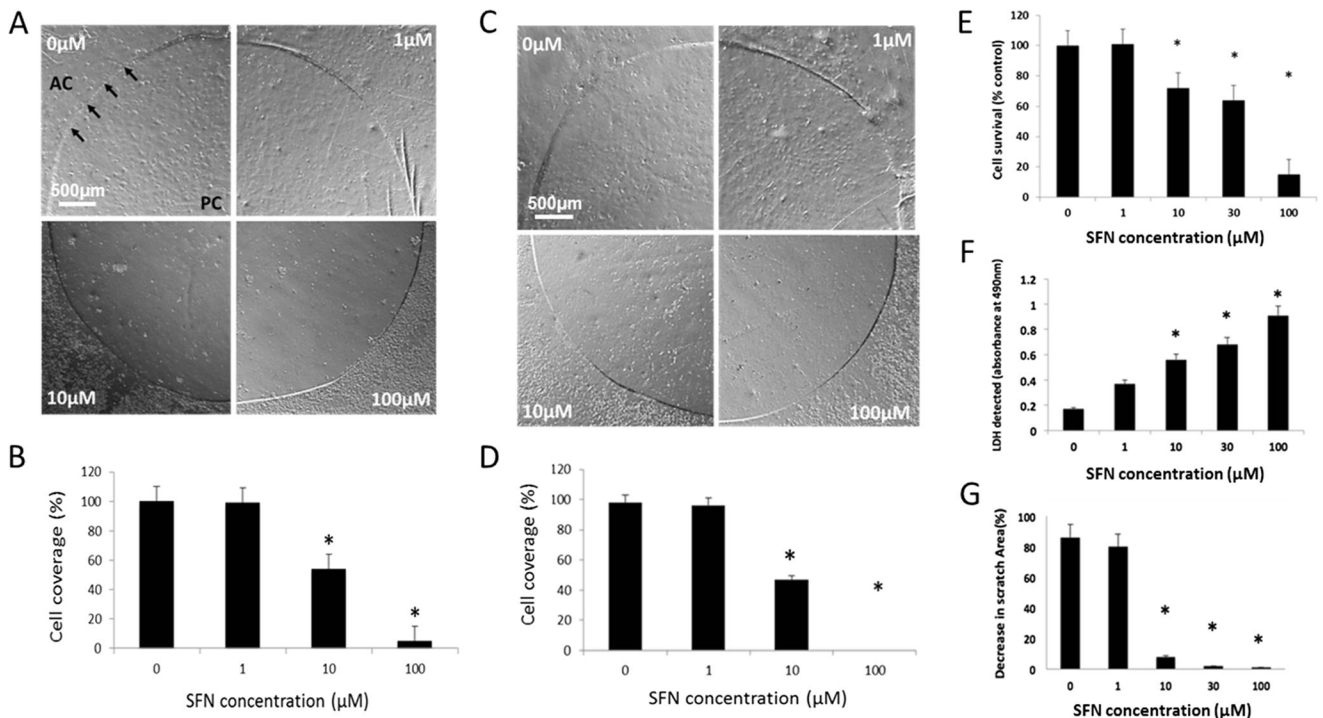 A
0µM
1µM
AC
500µm
PC
10µM
100µM
B
Cell coverage (%)
120
100
80
60
40
20
0
*
*
0 1 10 100
SFN concentration (µM)
C
0µM
1µM
500µm
10µM
100µM
D
Cell coverage (%)
120
100
80
60
40
20
0
*
*
0 1 10 100
SFN concentration (µM)
E
Cell survival (% control)
120
100
80
60
40
20
0
*
*
*
0 1 10 30 100
SFN concentration (µM)
F
LDH detected (absorbance at 490nm)
1.2
1
0.8
0.6
0.4
0.2
0
*
*
*
0 1 10 30 100
SFN concentration (µM)
G
Decrease in scratch Area(%)
100
80
60
40
20
0
*
*
*
0 1 10 30 100
SFN concentration (µM)